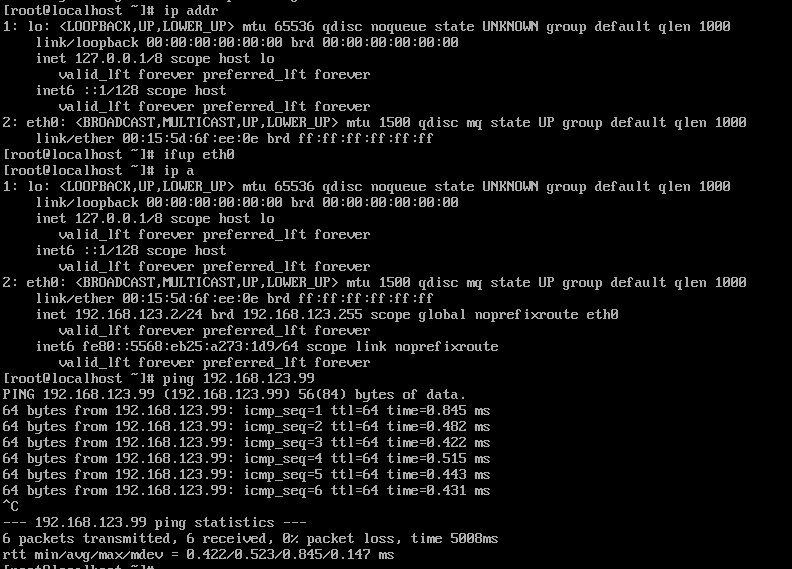 [root@localhost ~]# ip addr
1: lo: <LOOPBACK,UP,LOWER_UP> mtu 65536 qdisc noqueue state UNKNOWN group default qlen 1000
    link/loopback 00:00:00:00:00:00 brd 00:00:00:00:00:00
    inet 127.0.0.1/8 scope host lo
       valid_lft forever preferred_lft forever
    inet6 ::1/128 scope host
       valid_lft forever preferred_lft forever
2: eth0: <BROADCAST,MULTICAST,UP,LOWER_UP> mtu 1500 qdisc mq state UP group default qlen 1000
    link/ether 00:15:5d:6f:ee:0e brd ff:ff:ff:ff:ff:ff
[root@localhost ~]# ifup eth0
[root@localhost ~]# ip a
1: lo: <LOOPBACK,UP,LOWER_UP> mtu 65536 qdisc noqueue state UNKNOWN group default qlen 1000
    link/loopback 00:00:00:00:00:00 brd 00:00:00:00:00:00
    inet 127.0.0.1/8 scope host lo
       valid_lft forever preferred_lft forever
    inet6 ::1/128 scope host
       valid_lft forever preferred_lft forever
2: eth0: <BROADCAST,MULTICAST,UP,LOWER_UP> mtu 1500 qdisc mq state UP group default qlen 1000
    link/ether 00:15:5d:6f:ee:0e brd ff:ff:ff:ff:ff:ff
    inet 192.168.123.2/24 brd 192.168.123.255 scope global noprefixroute eth0
       valid_lft forever preferred_lft forever
    inet6 fe80::5568:eb25:a273:1d9/64 scope link noprefixroute
       valid_lft forever preferred_lft forever
[root@localhost ~]# ping 192.168.123.99
PING 192.168.123.99 (192.168.123.99) 56(84) bytes of data.
64 bytes from 192.168.123.99: icmp_seq=1 ttl=64 time=0.845 ms
64 bytes from 192.168.123.99: icmp_seq=2 ttl=64 time=0.482 ms
64 bytes from 192.168.123.99: icmp_seq=3 ttl=64 time=0.422 ms
64 bytes from 192.168.123.99: icmp_seq=4 ttl=64 time=0.515 ms
64 bytes from 192.168.123.99: icmp_seq=5 ttl=64 time=0.443 ms
64 bytes from 192.168.123.99: icmp_seq=6 ttl=64 time=0.431 ms
^C
--- 192.168.123.99 ping statistics ---
6 packets transmitted, 6 received, 0% packet loss, time 5008ms
rtt min/avg/max/mdev = 0.422/0.523/0.845/0.147 ms
[root@localhost ~]#